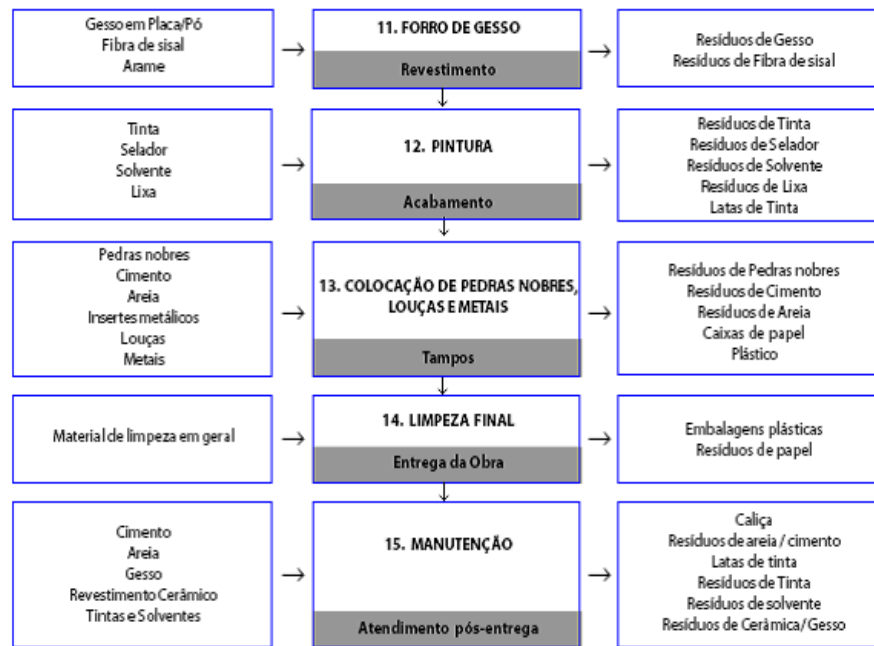 Gesso em Placa/Pó
Fibra de sisal
Arame
11. FORRO DE GESSO
Revestimento
Resíduos de Gesso
Resíduos de Fibra de sisal
Tinta
Selador
Solvente
Lixa
12. PINTURA
Acabamento
Resíduos de Tinta
Resíduos de Selador
Resíduos de Solvente
Resíduos de Lixa
Latas de Tinta
Pedras nobres
Cimento
Areia
Insertes metálicos
Louças
Metais
13. COLOCAÇÃO DE PEDRAS NOBRES,
LOUÇAS E METAIS
Tampos
Resíduos de Pedras nobres
Resíduos de Cimento
Resíduos de Areia
Caixas de papel
Plástico
Material de limpeza em geral
14. LIMPEZA FINAL
Entrega da Obra
Embalagens plásticas
Resíduos de papel
Cimento
Areia
Gesso
Revestimento Cerâmico
Tintas e Solventes
15. MANUTENÇÃO
Atendimento pós-entrega
Caliça
Resíduos de areia / cimento
Latas de tinta
Resíduos de Tinta
Resíduos de solvente
Resíduos de Cerâmica/Gesso